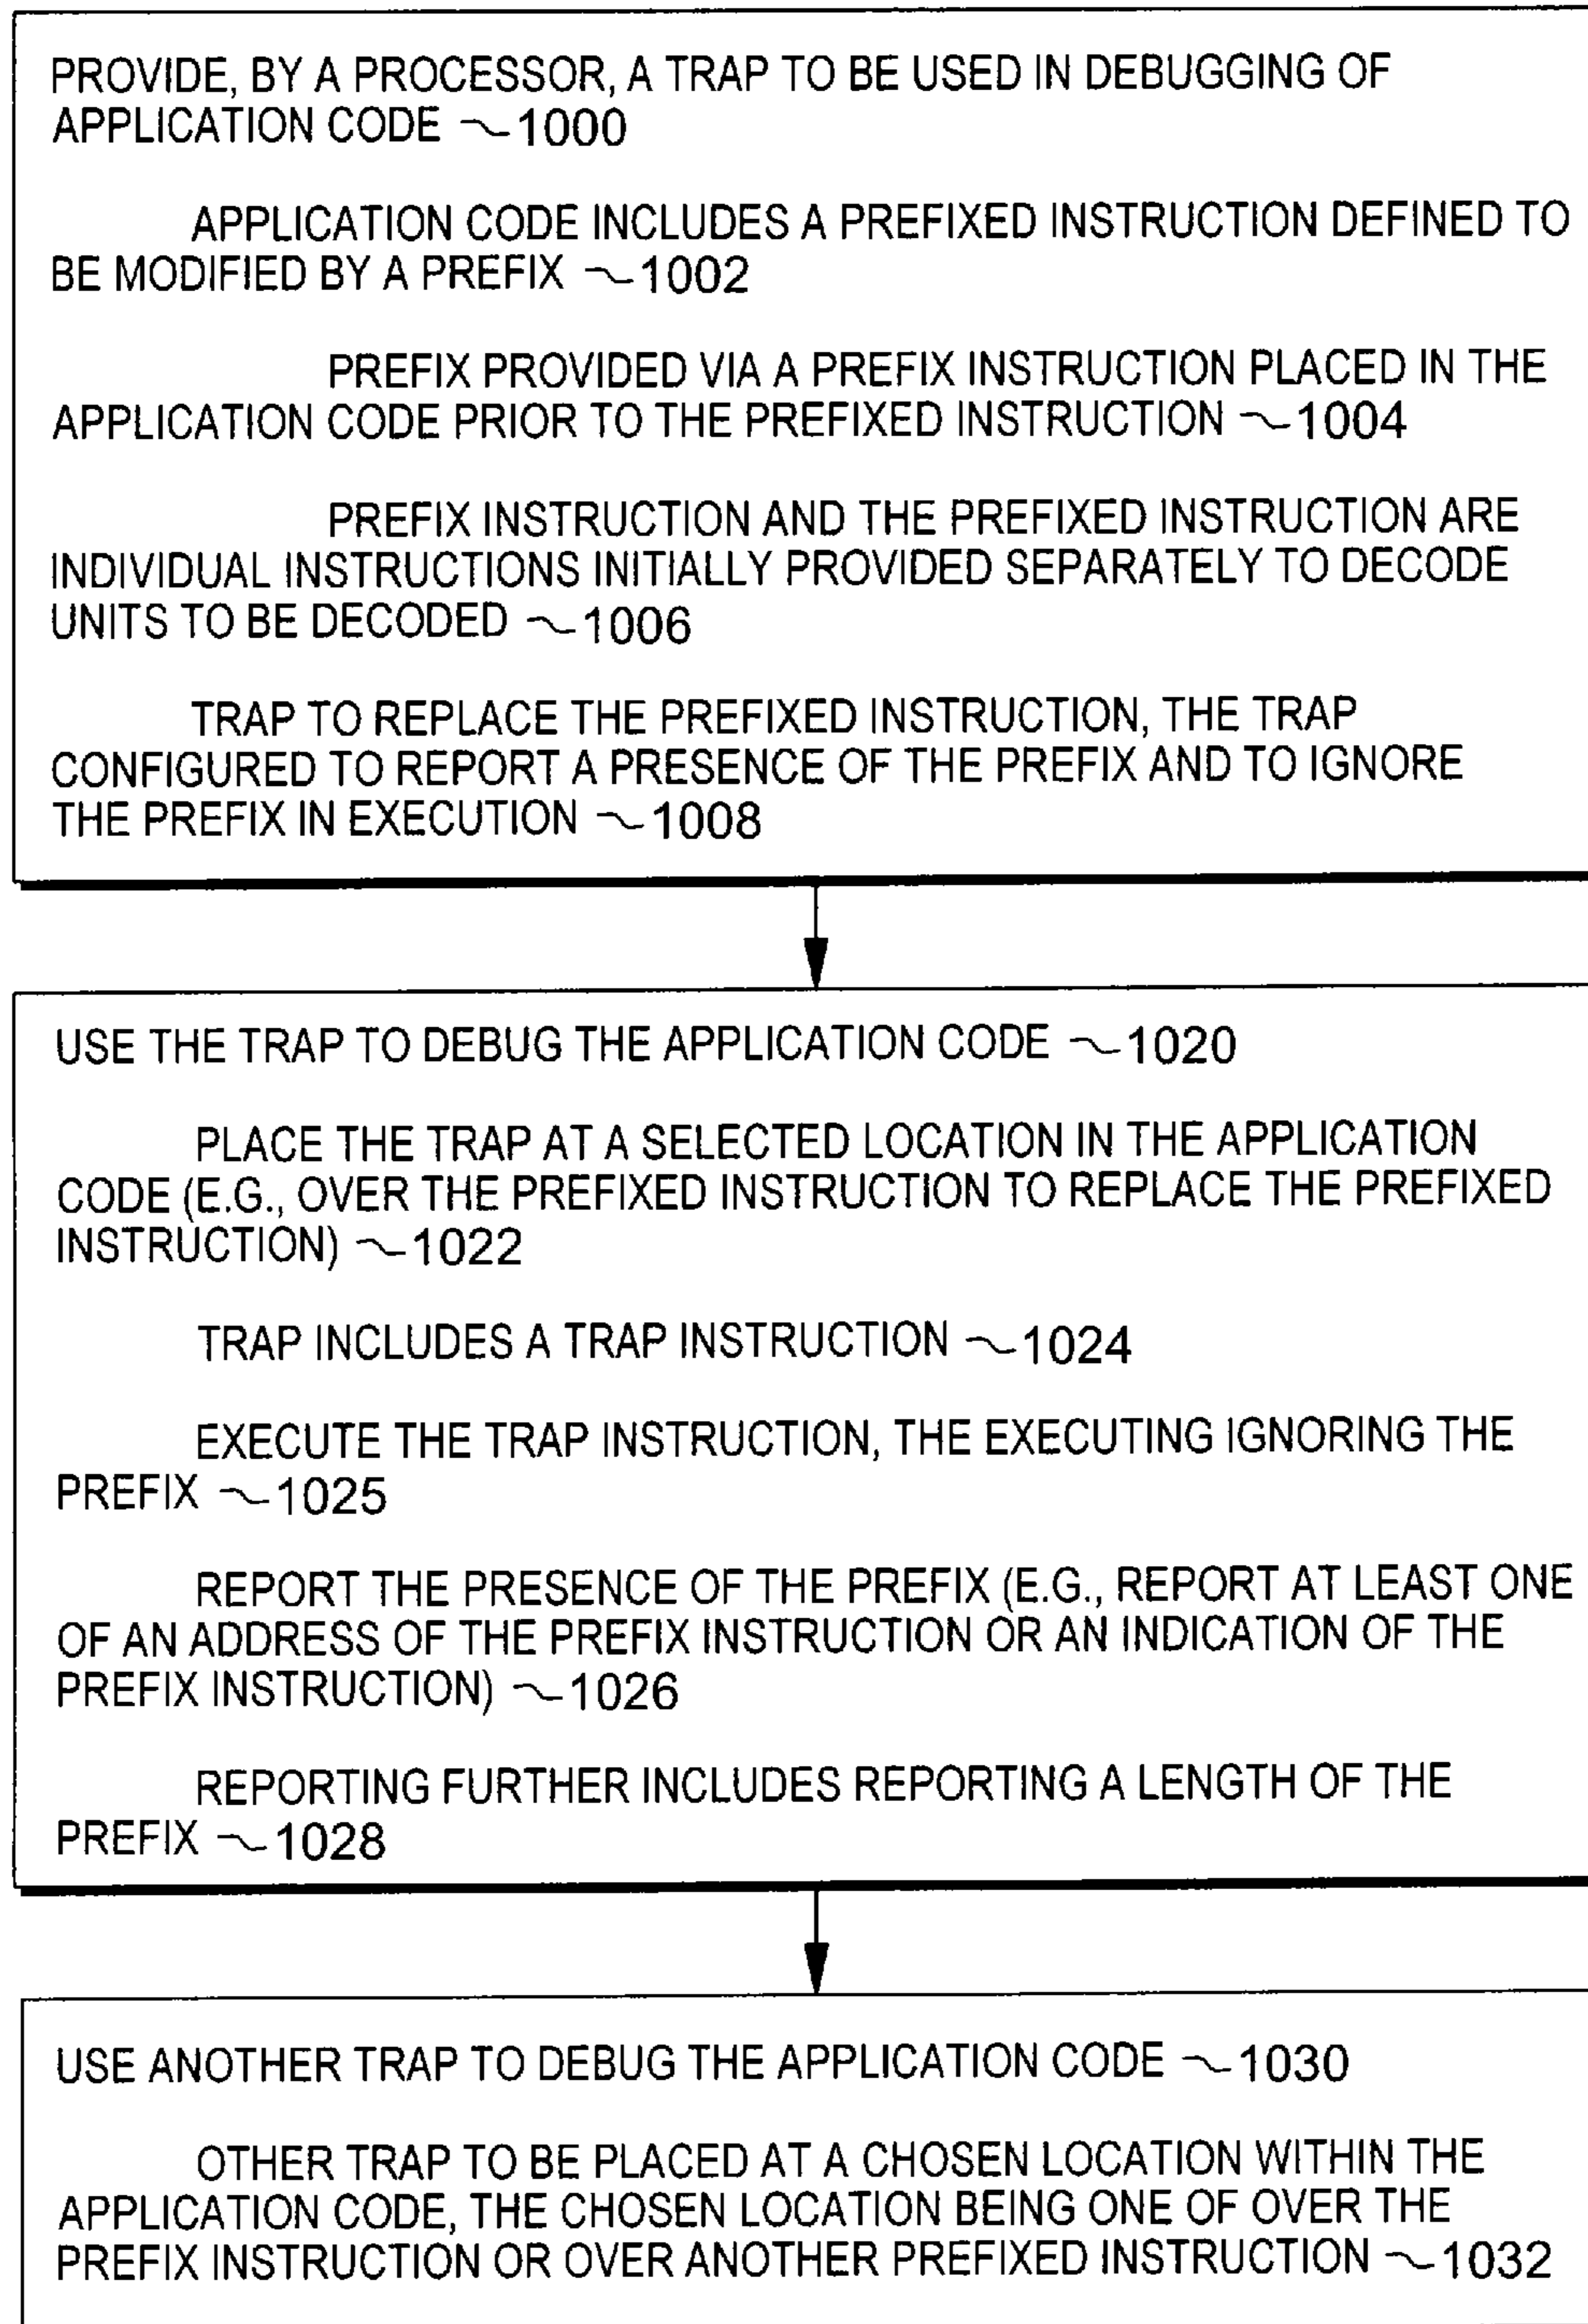 PROVIDE, BY A PROCESSOR, A TRAP TO BE USED IN DEBUGGING OF
APPLICATION CODE ~1000
APPLICATION CODE INCLUDES A PREFIXED INSTRUCTION DEFINED TO
BE MODIFIED BY A PREFIX ~1002
PREFIX PROVIDED VIA A PREFIX INSTRUCTION PLACED IN THE
APPLICATION CODE PRIOR TO THE PREFIXED INSTRUCTION ~1004
PREFIX INSTRUCTION AND THE PREFIXED INSTRUCTION ARE
INDIVIDUAL INSTRUCTIONS INITIALLY PROVIDED SEPARATELY TO DECODE
UNITS TO BE DECODED ~1006
TRAP TO REPLACE THE PREFIXED INSTRUCTION, THE TRAP
CONFIGURED TO REPORT A PRESENCE OF THE PREFIX AND TO IGNORE
THE PREFIX IN EXECUTION ~1008
USE THE TRAP TO DEBUG THE APPLICATION CODE ~1020
PLACE THE TRAP AT A SELECTED LOCATION IN THE APPLICATION
CODE (E.G., OVER THE PREFIXED INSTRUCTION TO REPLACE THE PREFIXED
INSTRUCTION) ~1022
TRAP INCLUDES A TRAP INSTRUCTION ~1024
EXECUTE THE TRAP INSTRUCTION, THE EXECUTING IGNORING THE
PREFIX ~1025
REPORT THE PRESENCE OF THE PREFIX (E.G., REPORT AT LEAST ONE
OF AN ADDRESS OF THE PREFIX INSTRUCTION OR AN INDICATION OF THE
PREFIX INSTRUCTION) ~1026
REPORTING FURTHER INCLUDES REPORTING A LENGTH OF THE
PREFIX ~1028
USE ANOTHER TRAP TO DEBUG THE APPLICATION CODE ~1030
OTHER TRAP TO BE PLACED AT A CHOSEN LOCATION WITHIN THE
APPLICATION CODE, THE CHOSEN LOCATION BEING ONE OF OVER THE
PREFIX INSTRUCTION OR OVER ANOTHER PREFIXED INSTRUCTION ~1032